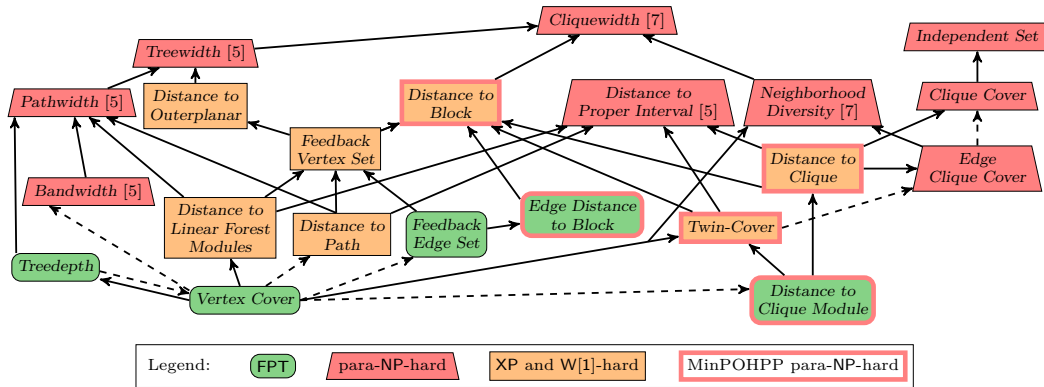 Cliquewidth [7]
Independent Set
Treewidth [5]
Pathwidth [5]
Distance to
Outerplanar
Distance to
Block
Distance to
Proper Interval [5]
Neighborhood
Diversity [7]
Clique Cover
Feedback
Vertex Set
Distance to
Clique
Edge
Clique Cover
Bandwidth [5]
Distance to
Linear Forest
Modules
Distance to
Path
Feedback
Edge Set
Edge Distance
to Block
Twin-Cover
Treedepth
Vertex Cover
Distance to
Clique Module
Legend:
FPT
para-NP-hard
XP and W[1]-hard
MinPOHPP para-NP-hard